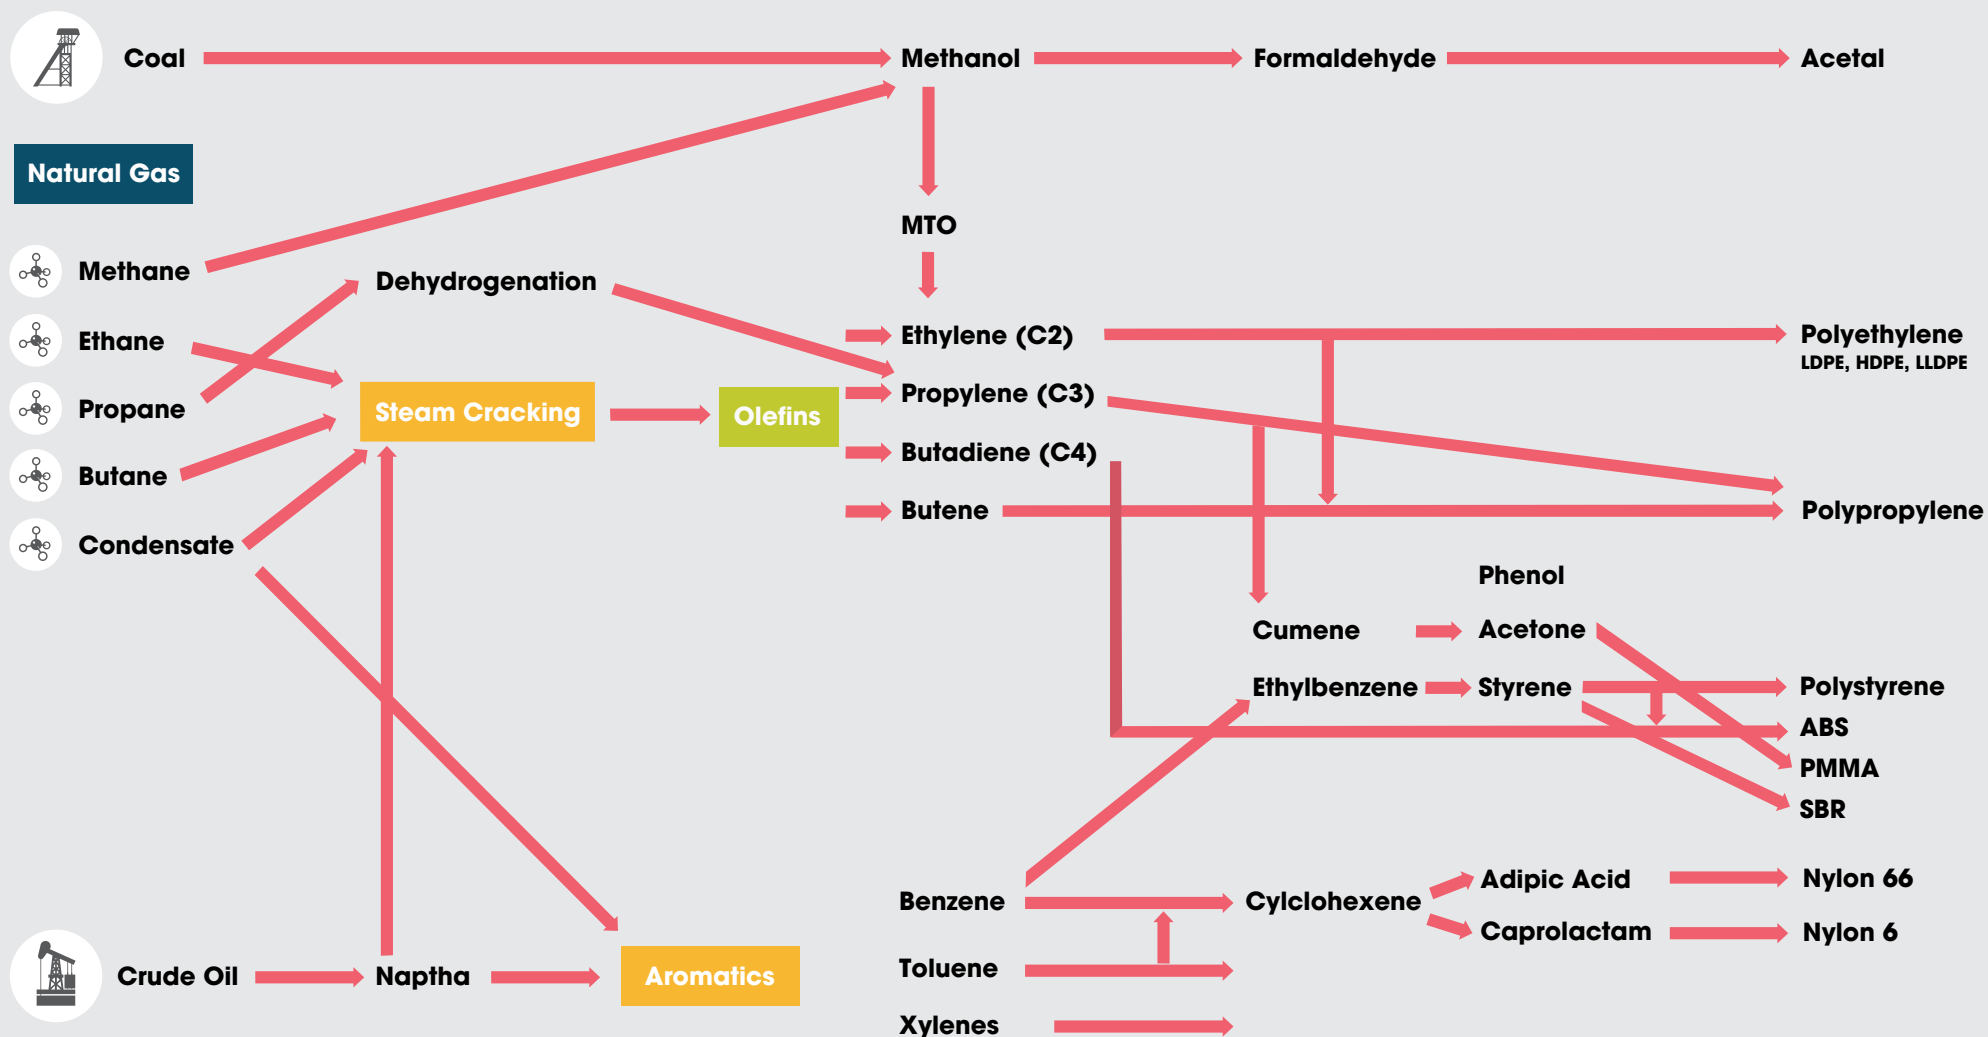 Coal
Methanol
Formaldehyde
Acetal
Natural Gas
MTO
Methane
Dehydrogenation
Ethane
Ethylene (C2)
Polyethylene
LDPE, HDPE, LLDPE
Propane
Steam Cracking
Olefins
Propylene (C3)
Butadiene (C4)
Butane
Butene
Polypropylene
Condensate
Phenol
Cumene
Acetone
Ethylbenzene
Styrene
Polystyrene
ABS
PMMA
SBR
Benzene
Cylclohexene
Adipic Acid
Nylon 66
Caprolactam
Nylon 6
Crude Oil
Naptha
Aromatics
Toluene
Xylenes